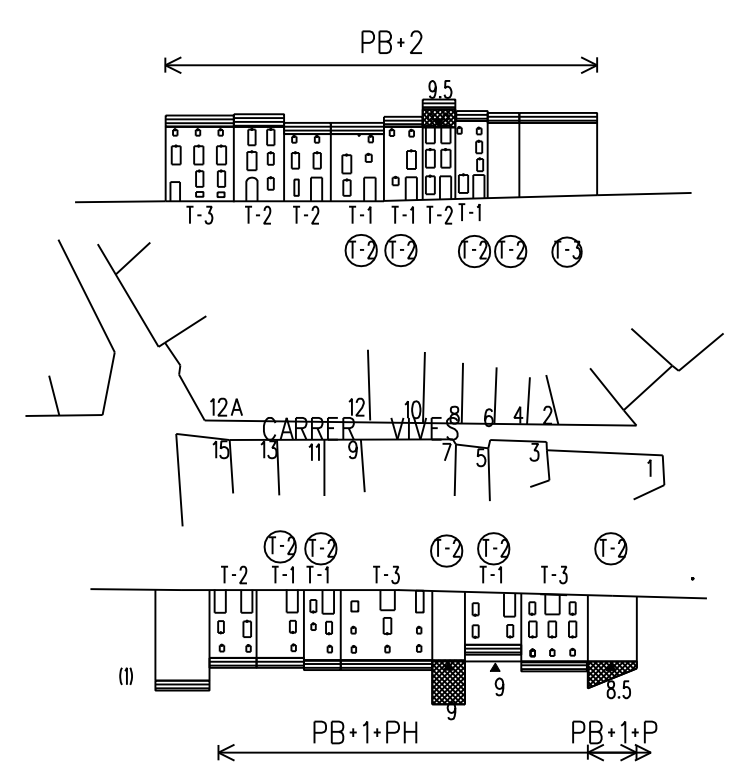 PB+2
9.5
T-3 T-2 T-2 T-1 T-1 T-2 T-1
T-2 T-2 T-2 T-2 T-3
12A 12 10 8 6 4 2
CARRER VIVES
15 13 11 9 7 5 3 1
T-2 T-2 T-2 T-2 T-2
T-2 T-1 T-1 T-3 T-1 T-3
(1) 9 8.5
9
PB+1+PH PB+1+P